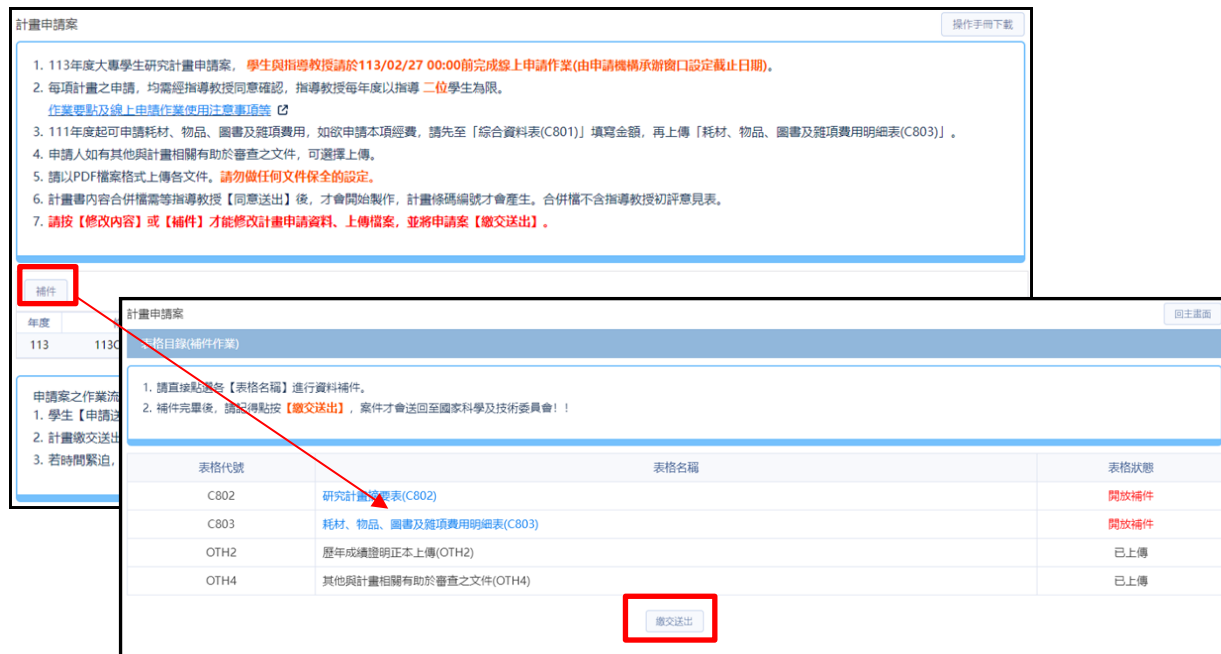 計畫申請案
操作手冊下載
1. 113年度大專學生研究計畫申請案，學生與指導教授請於113/02/27 00:00前完成線上申請作業(由申請機構承辦窗口設定截止日期)。
2. 每項計畫之申請，均需經指導教授同意確認，指導教授每年度以指導 二位學生為限。
作業要點及線上申請作業使用注意事項等
3. 111年度起可申請耗材、物品、圖書及雜項費用，如欲申請本項經費，請先至「綜合資料表(C801)」填寫金額，再上傳「耗材、物品、圖書及雜項費用明細表(C803)」。
4. 申請人如有其他與計畫相關有助於審查之文件，可選擇上傳。
5. 請以PDF檔案格式上傳各文件。請勿做任何文件保全的設定。
6. 計畫書內容合併檔需等指導教授【同意送出】後，才會開始製作，計畫條碼編號才會產生。合併檔不含指導教授初評意見表。
7. 請按【修改內容】或【補件】才能修改計畫申請資料、上傳檔案，並將申請案【繳交送出】。
補件
年度
113 113C
申請案之作業流
1. 學生【申請送
2. 計畫繳交送出
3. 若時間緊迫，
計畫申請案
回主畫面
表格目錄(補件作業)
1. 請直接點選各【表格名稱】進行資料補件。
2. 補件完畢後，請記得點按【繳交送出】，案件才會送回至國家科學及技術委員會！！
表格代號 表格名稱 表格狀態
C802 研究計畫摘要表(C802) 開放補件
C803 耗材、物品、圖書及雜項費用明細表(C803) 開放補件
OTH2 歷年成績證明正本上傳(OTH2) 已上傳
OTH4 其他與計畫相關有助於審查之文件(OTH4) 已上傳
繳交送出